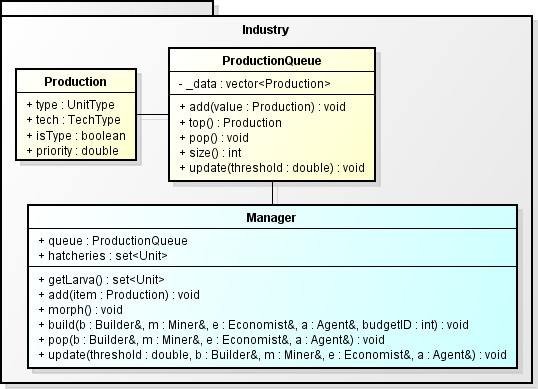 Industry
ProductionQueue
- _data : vector<Production>
+ add(value : Production) : void
+ top() : Production
+ pop() : void
+ size() : int
+ update(threshold : double) : void
Production
+ type : UnitType
+ tech : TechType
+ isType : boolean
+ priority : double
Manager
+ queue : ProductionQueue
+ hatcheries : set<Unit>
+ getLarva() : set<Unit>
+ add(item : Production) : void
+ morph() : void
+ build(b : Builder&, m : Miner&, e : Economist&, a : Agent&, budgetID : int) : void
+ pop(b : Builder&, m : Miner&, e : Economist&, a : Agent&) : void
+ update(threshold : double, b : Builder&, m : Miner&, e : Economist&, a : Agent&) : void